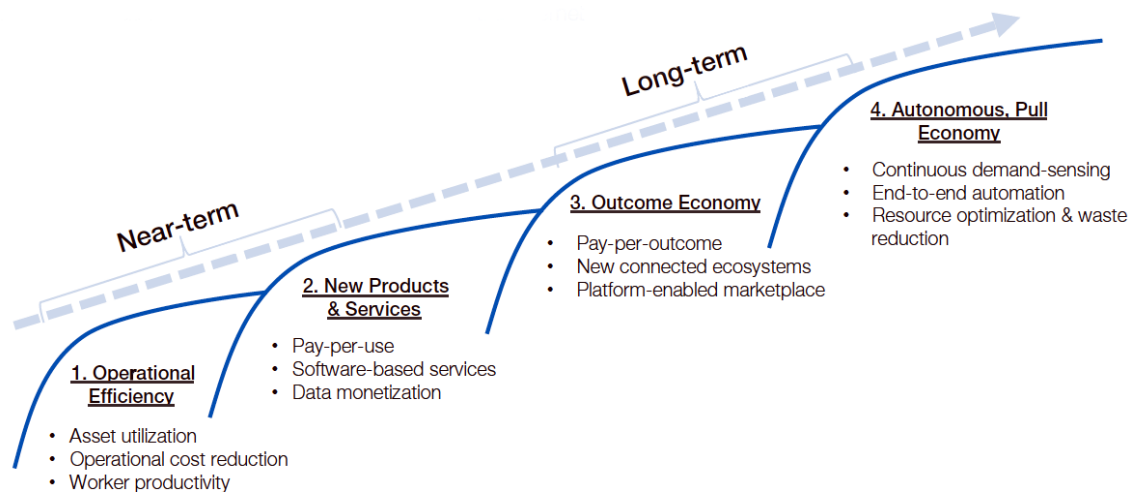 Near-term
Long-term
1. Operational
Efficiency
• Asset utilization
• Operational cost reduction
• Worker productivity
2. New Products
& Services
• Pay-per-use
• Software-based services
• Data monetization
3. Outcome Economy
• Pay-per-outcome
• New connected ecosystems
• Platform-enabled marketplace
4. Autonomous, Pull
Economy
• Continuous demand-sensing
• End-to-end automation
• Resource optimization & waste
reduction